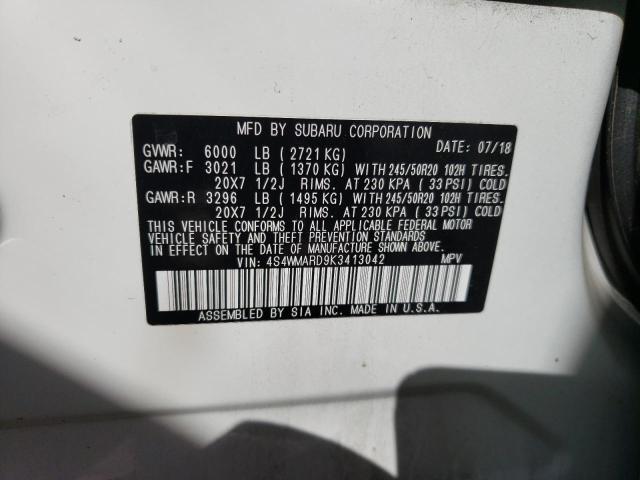 MFD BY SUBARU CORPORATION DATE: 07/18
GVWR: 6000 LB (2721 KG)
GAWR:F 3021 LB (1370 KG) WITH 245/50R20 102H TIRES.
20X7 1/2J RIMS. AT 230 KPA (33PSI) COLD
GAWR:R 3296 LB (1495 KG) WITH 245/50R20 102H TIRES.
20X7 1/2J RIMS. AT 230 KPA (33PSI) COLD
THIS VEHICLE CONFORMS TO ALL APPLICABLE FEDERAL MOTOR
VEHICLE SAFETY AND THEFT PREVENTION STANDARDS
IN EFFECT ON THE DATE OF MANUFACTURE SHOWN ABOVE.
VIN: 4S4WMARD9K3413042 MPV
ASSEMBLED BY SIA INC. MADE IN U.S.A.